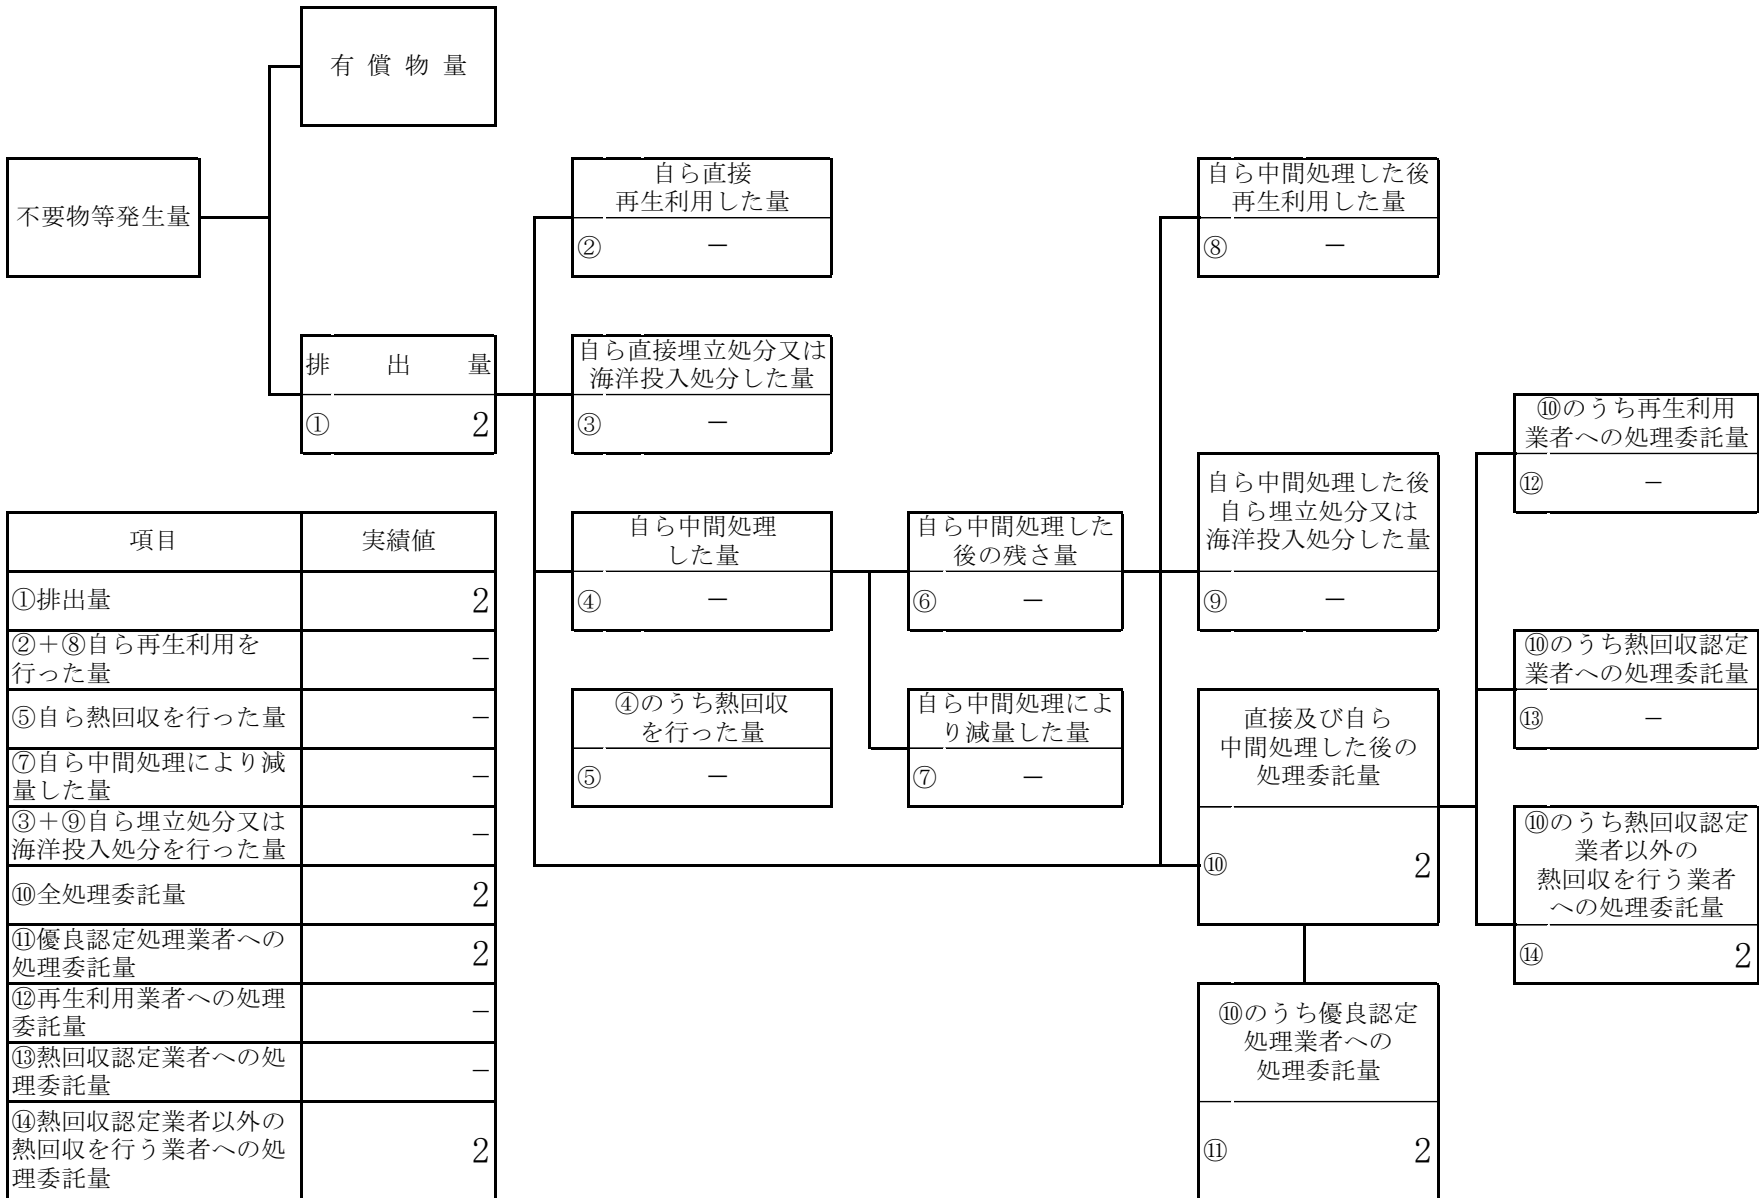 有償物量
不要物等発生量
自ら直接
再生利用した量
② －
自ら中間処理した後
再生利用した量
⑧ －
排出量
① 2
自ら直接埋立処分又は
海洋投入処分した量
③ －
⑩のうち再生利用
業者への処理委託量
⑫ －
自ら中間処理した後
自ら埋立処分又は
海洋投入処分した量
⑨ －
自ら中間処理
した量
④ －
自ら中間処理した
後の残さ量
⑥ －
⑩のうち熱回収認定
業者への処理委託量
⑬ －
④のうち熱回収
を行った量
⑤ －
自ら中間処理によ
り減量した量
⑦ －
直接及び自ら
中間処理した後の
処理委託量
⑩ 2
⑩のうち熱回収認定
業者以外の
熱回収を行う業者
への処理委託量
⑭ 2
⑩のうち優良認定
処理業者への
処理委託量
⑪ 2
項目 実績値
①排出量 2
②＋⑧自ら再生利用を
行った量 －
⑤自ら熱回収を行った量 －
⑦自ら中間処理により減
量した量 －
③＋⑨自ら埋立処分又は
海洋投入処分を行った量 －
⑩全処理委託量 2
⑪優良認定処理業者への
処理委託量 2
⑫再生利用業者への処理
委託量 －
⑬熱回収認定業者への処
理委託量 －
⑭熱回収認定業者以外の
熱回収を行う業者への処
理委託量 2